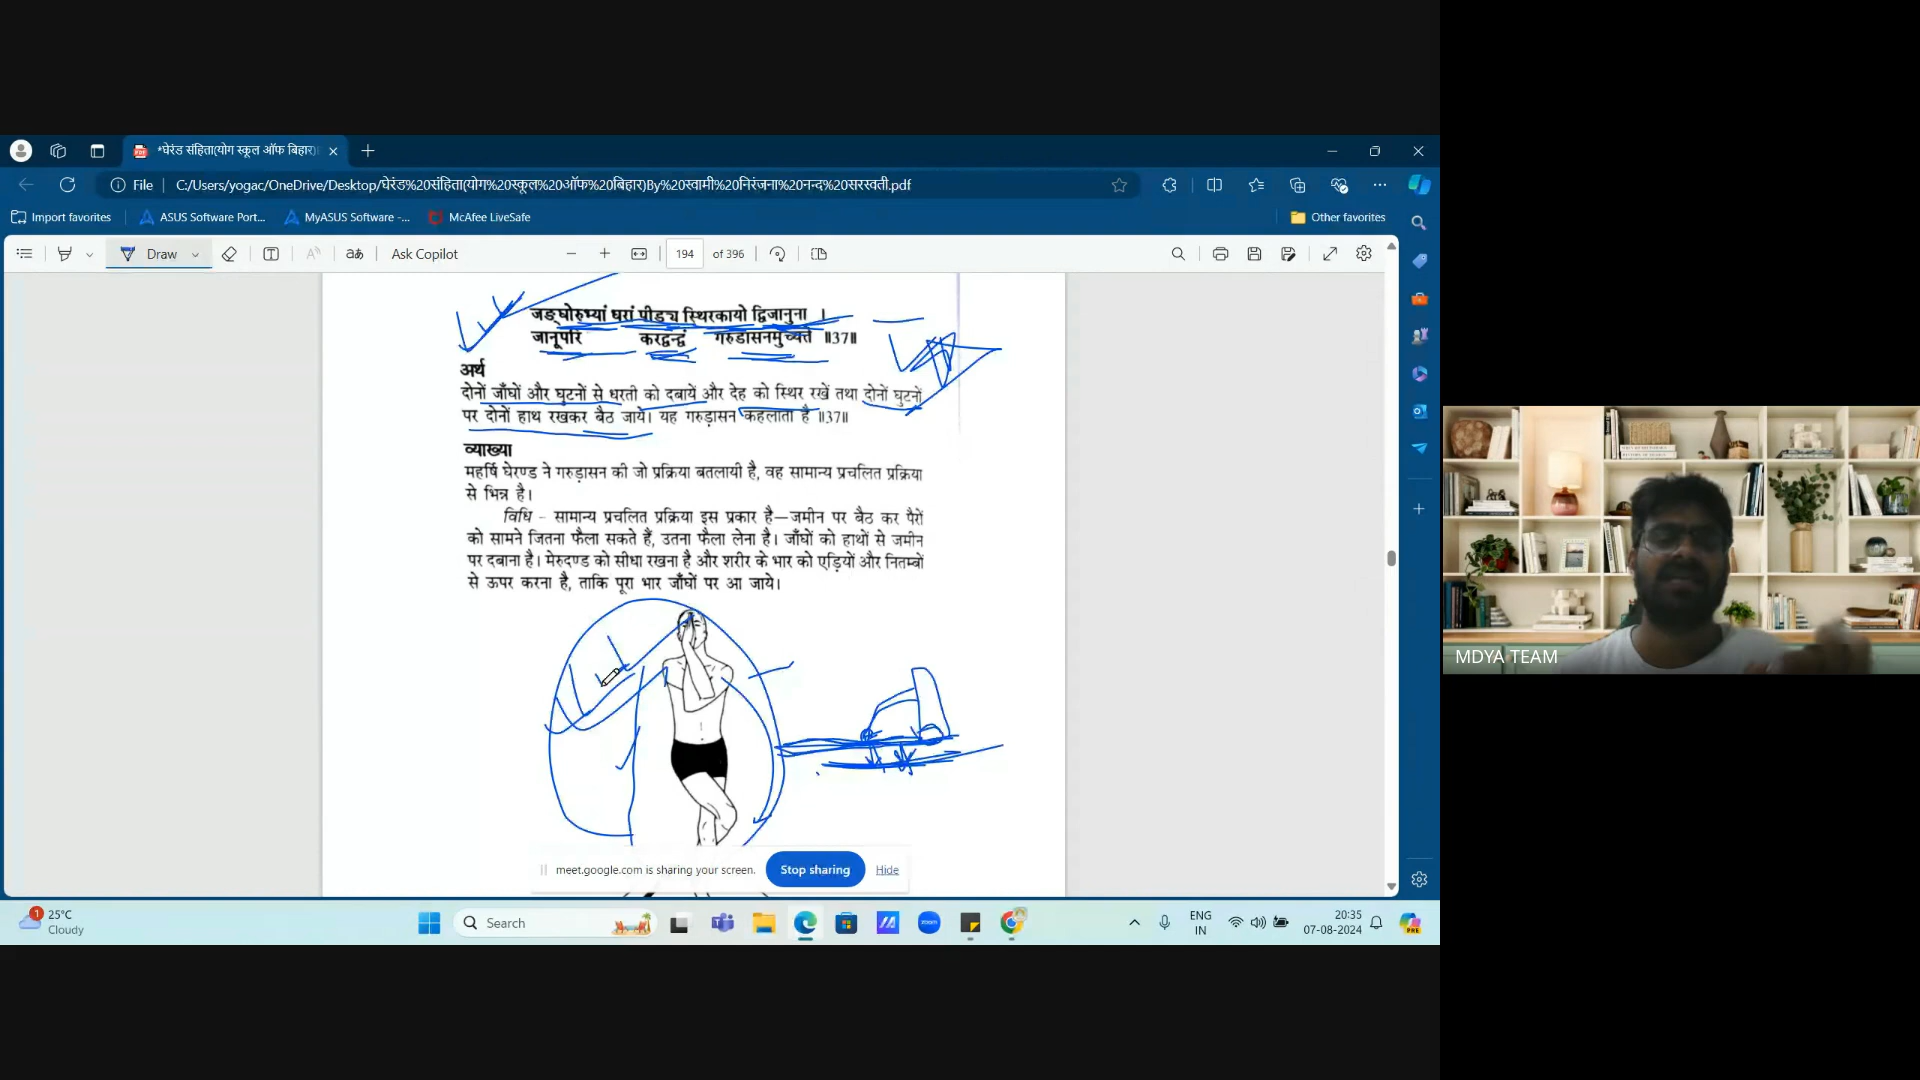 *घेरंड संहिता(योग स्कूल ऑफ बिहार)
File
C:/Users/yogac/OneDrive/Desktop/घेरंड%20संहिता(योग%20स्कूल%20ऑफ%20बिहार)By%20स्वामी%20निरंजना%20नन्द%20सरस्वती.pdf
Import favorites
ASUS Software Port...
MyASUS Software -...
McAfee LiveSafe
Other favorites
Draw
Ask Copilot
194
of 396
जङ्घोरुभ्यां धरां पीड्य स्थिरकायो द्विजानुना ।
जानूपरि करद्वन्द्वं गरुडासनमुच्यते ॥37॥
अर्थ
दोनों जाँघों और घुटनों से धरती को दबायें और देह को स्थिर रखें तथा दोनों घुटनों
पर दोनों हाथ रखकर बैठ जाये। यह गरुड़ासन कहलाता है ॥37॥
व्याख्या
महर्षि घेरण्ड ने गरुड़ासन की जो प्रक्रिया बतलायी है, वह सामान्य प्रचलित प्रक्रिया
से भिन्न है।
विधि - सामान्य प्रचलित प्रक्रिया इस प्रकार है—जमीन पर बैठ कर पैरों
को सामने जितना फैला सकते हैं, उतना फैला लेना है। जाँघों को हाथों से जमीन
पर दबाना है। मेरुदण्ड को सीधा रखना है और शरीर के भार को एड़ियों और नितम्बों
से ऊपर करना है, ताकि पूरा भार जाँघों पर आ जाये।
MDYA TEAM
meet.google.com is sharing your screen.
Stop sharing
Hide
1
25°C
Cloudy
Search
zoom
ENG
IN
20:35
07-08-2024
PRE